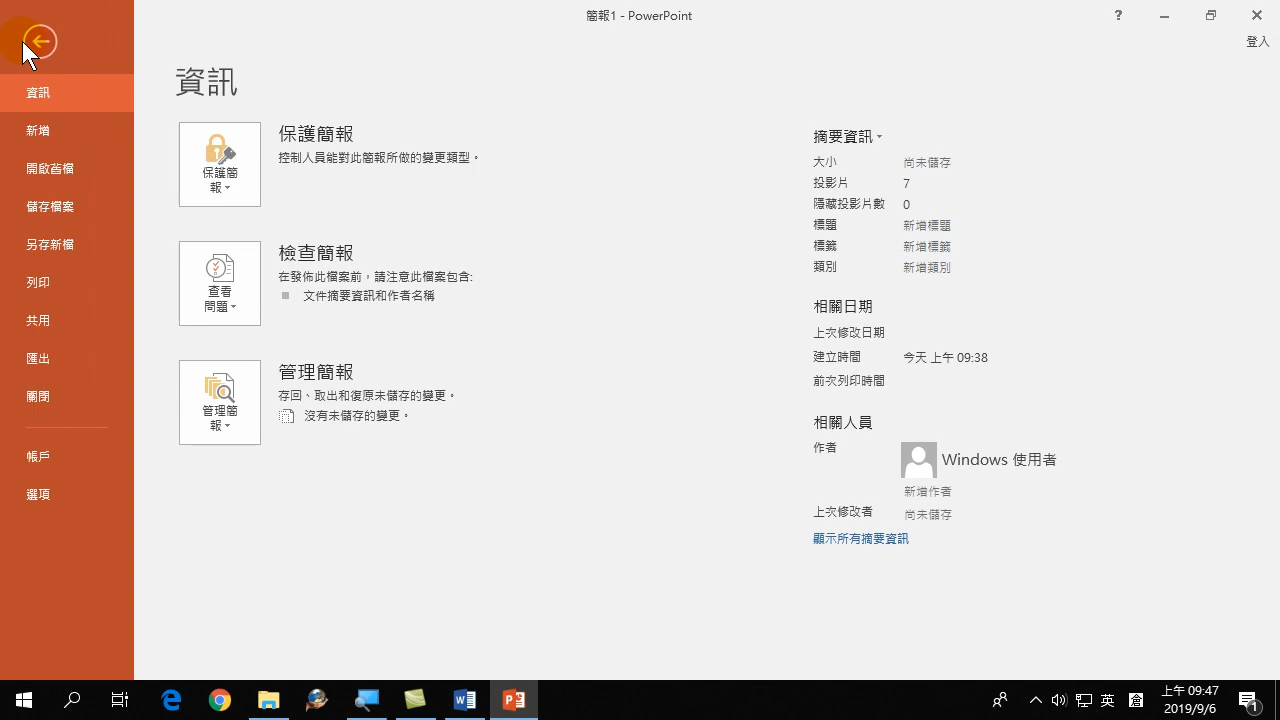 簡報1 - PowerPoint
?
登入
資訊
新增
開啟舊檔
儲存檔案
另存新檔
列印
共用
匯出
關閉
帳戶
選項
資訊
保護簡報
控制人員能對此簡報所做的變更類型。
保護簡
報
檢查簡報
在發佈此檔案前，請注意此檔案包含:
文件摘要資訊和作者名稱
查看
問題
管理簡報
存回、取出和復原未儲存的變更。
沒有未儲存的變更。
管理簡
報
摘要資訊
大小 尚未儲存
投影片 7
隱藏投影片數 0
標題 新增標題
標籤 新增標籤
類別 新增類別
相關日期
上次修改日期
建立時間 今天 上午 09:38
前次列印時間
相關人員
作者 Windows 使用者
新增作者
上次修改者 尚未儲存
顯示所有摘要資訊
英
上午 09:47
2019/9/6
1